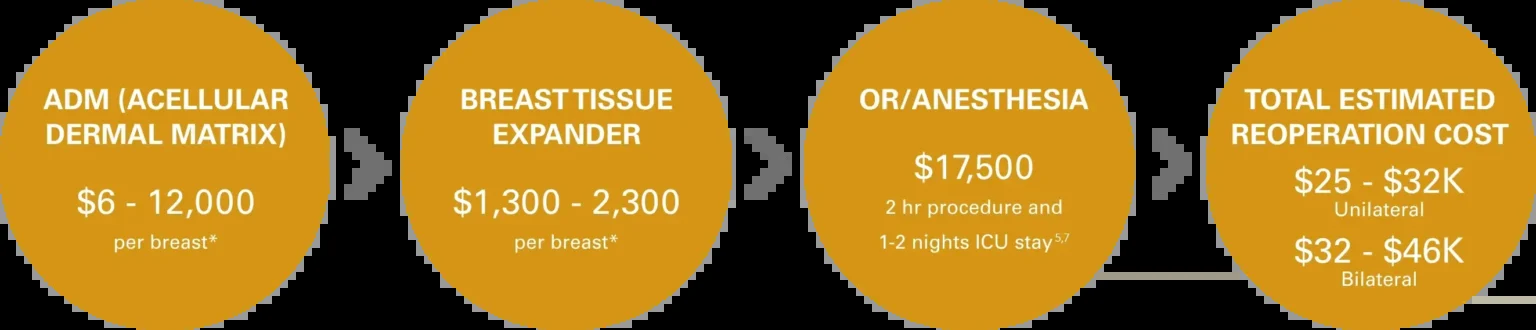 ADM (ACELLULAR
DERMAL MATRIX)
$6 - 12,000
per breast*
BREAST TISSUE
EXPANDER
$1,300 - 2,300
per breast*
OR/ANESTHESIA
$17,500
2 hr procedure and
1-2 nights ICU stay5,7
TOTAL ESTIMATED
REOPERATION COST
$25 - $32K
Unilateral
$32 - $46K
Bilateral